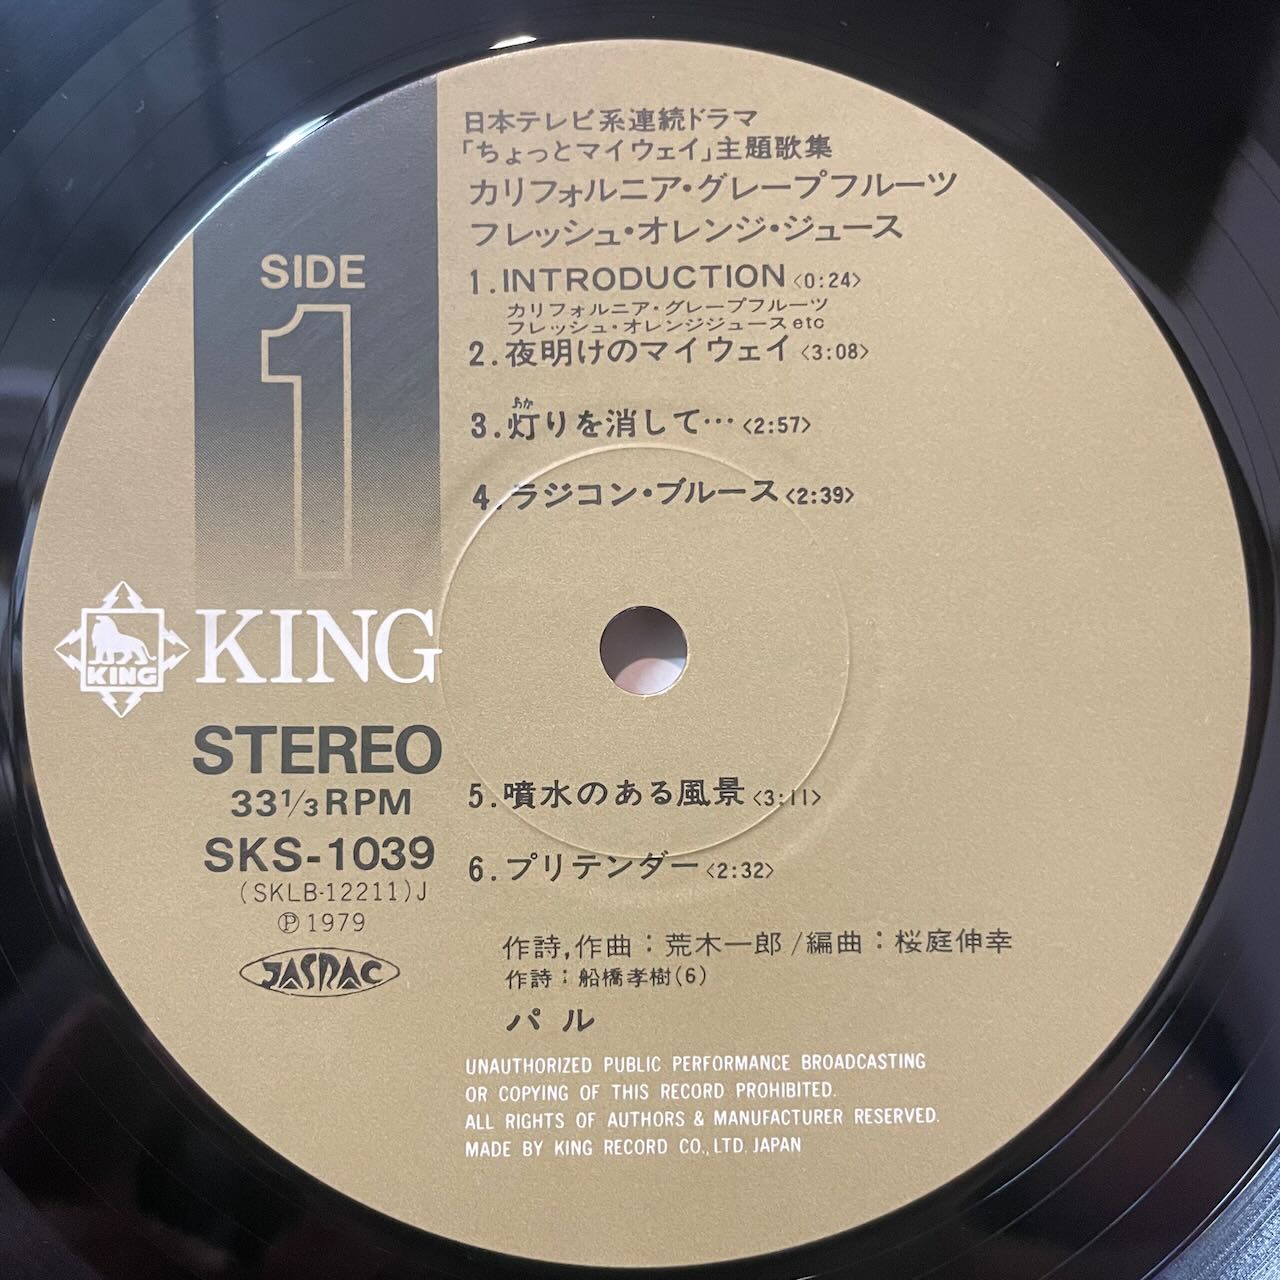 日本テレビ系連続ドラマ
「ちょっとマイウェイ」主題歌集
カリフォルニア・グレープフルーツ
フレッシュ・オレンジ・ジュース
SIDE
1
1.INTRODUCTION〈0:24〉
カリフォルニア・グレープフルーツ
フレッシュ・オレンジジュースetc
2.夜明けのマイウェイ〈3:08〉
あか
3.灯りを消して…〈2:57〉
4.ラジコン・ブルース〈2:39〉
KING
KING
STEREO
33 1/3 RPM
SKS-1039
(SKLB-12211)J
Ⓟ1979
JASRAC
5.噴水のある風景〈3:11〉
6.プリテンダー〈2:32〉
作詩,作曲:荒木一郎/編曲:桜庭伸幸
作詩:船橋孝樹(6)
パル
UNAUTHORIZED PUBLIC PERFORMANCE BROADCASTING
OR COPYING OF THIS RECORD PROHIBITED.
ALL RIGHTS OF AUTHORS & MANUFACTURER RESERVED.
MADE BY KING RECORD CO., LTD. JAPAN